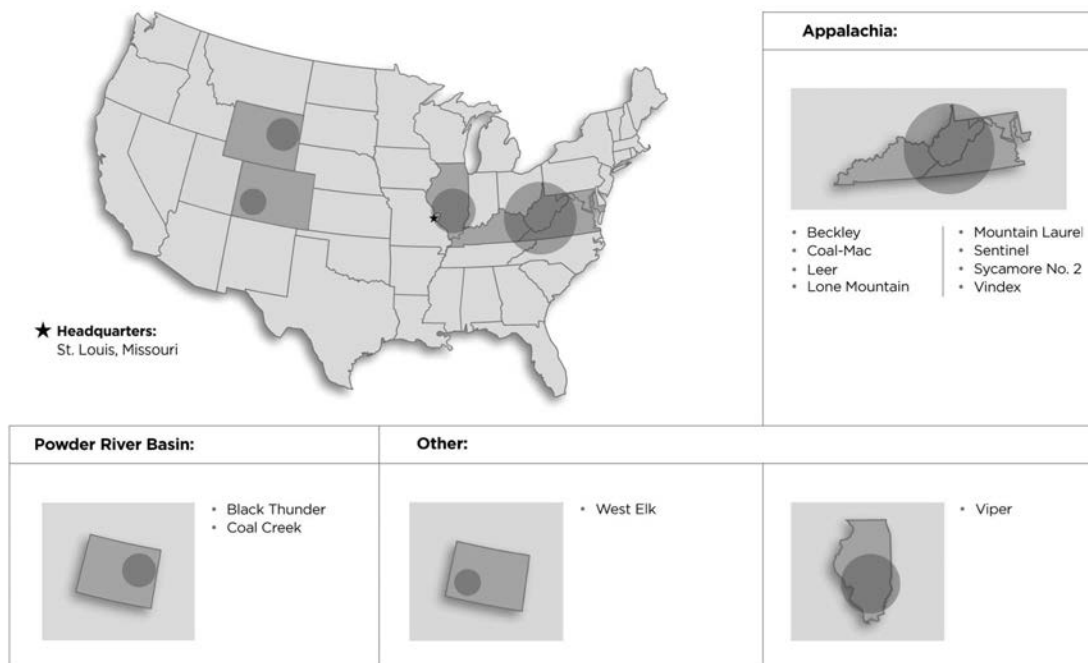 Appalachia:
• Beckley
• Coal-Mac
• Leer
• Lone Mountain
• Mountain Laurel
• Sentinel
• Sycamore No. 2
• Vindex
★ Headquarters:
St. Louis, Missouri
Powder River Basin:
• Black Thunder
• Coal Creek
Other:
• West Elk
• Viper